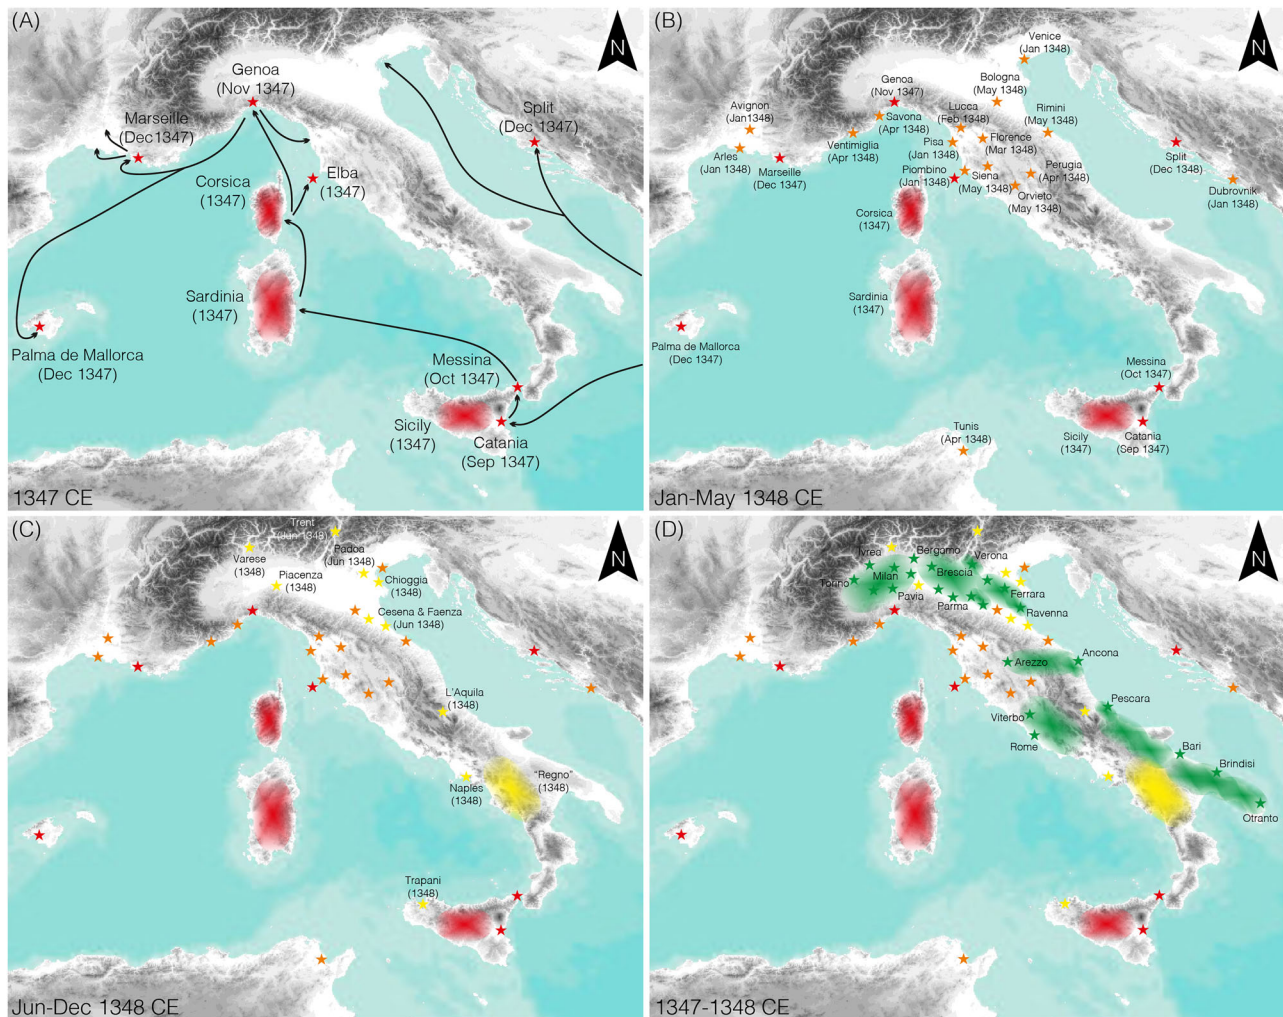 (A)
N
Genoa
(Nov 1347)
Marseille
(Dec1347)
Split
(Dec 1347)
Corsica
(1347)
Elba
(1347)
Sardinia
(1347)
Palma de Mallorca
(Dec 1347)
Messina
(Oct 1347)
Sicily
(1347)
Catania
(Sep 1347)
1347 CE
(B)
N
Venice
(Jan 1348)
Genoa
(Nov 1347)
Bologna
(May 1348)
Avignon
(Jan1348)
Savona
(Apr 1348)
Lucca
(Feb 1348)
Rimini
(May 1348)
Ventimiglia
(Apr 1348)
Pisa
(Jan 1348)
Florence
(Mar 1348)
Arles
(Jan 1348)
Marseille
(Dec 1347)
Piombino
(Jan 1348)
Siena
(May 1348)
Perugia
(Apr 1348)
Orvieto
(May 1348)
Split
(Dec 1348)
Dubrovnik
(Jan 1348)
Corsica
(1347)
Sardinia
(1347)
Palma de Mallorca
(Dec 1347)
Messina
(Oct 1347)
Tunis
(Apr 1348)
Sicily
(1347)
Catania
(Sep 1347)
Jan-May 1348 CE
(C)
N
Trent
(Jun 1348)
Varese
(1348)
Padoa
(Jun 1348)
Piacenza
(1348)
Chioggia
(1348)
Cesena & Faenza
(Jun 1348)
L'Aquila
(1348)
Naples
(1348)
"Regno"
(1348)
Trapani
(1348)
Jun-Dec 1348 CE
(D)
N
Ivrea
Bergomo
Verona
Torino
Milan
Brescia
Pavia
Parma
Ferrara
Ravenna
Arezzo
Ancona
Viterbo
Pescara
Rome
Bari
Brindisi
Otranto
1347-1348 CE